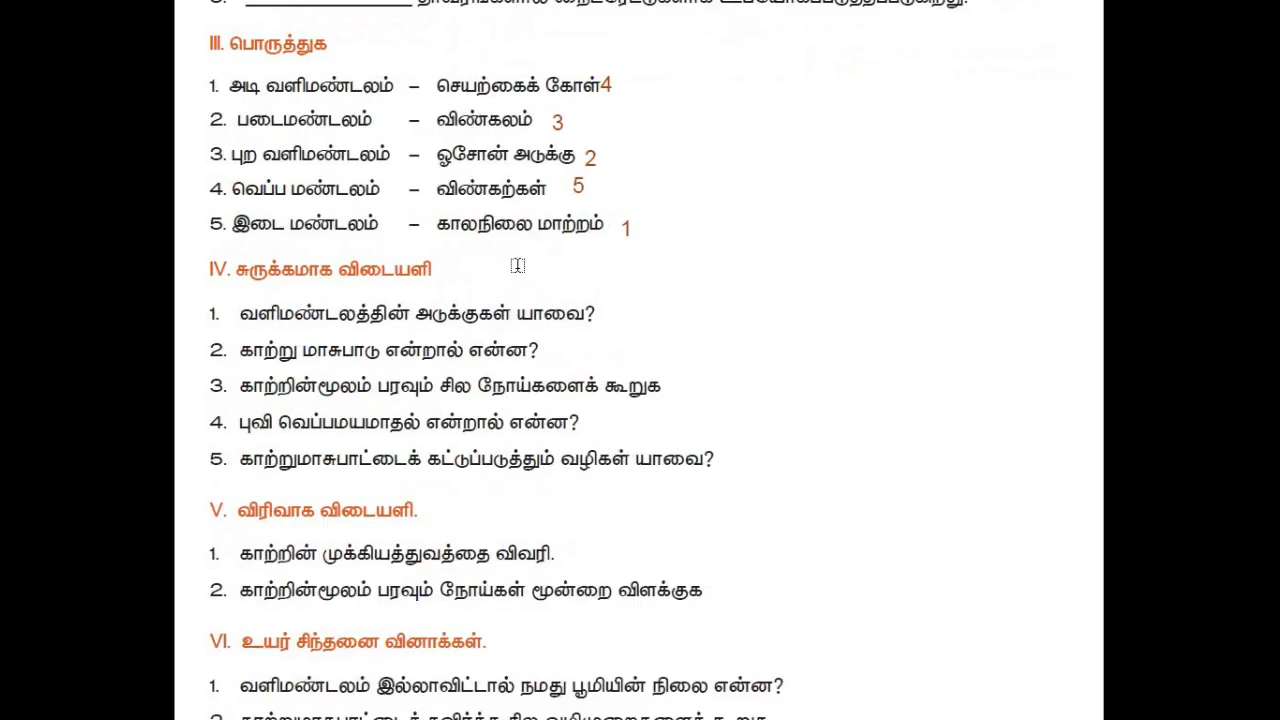 III. பொருத்துக
1. அடி வளிமண்டலம் – செயற்கைக் கோள்4
2. படைமண்டலம் – விண்கலம் 3
3. புற வளிமண்டலம் – ஓசோன் அடுக்கு 2
4. வெப்ப மண்டலம் – விண்கற்கள் 5
5. இடை மண்டலம் – காலநிலை மாற்றம் 1
IV. சுருக்கமாக விடையளி
1. வளிமண்டலத்தின் அடுக்குகள் யாவை?
2. காற்று மாசுபாடு என்றால் என்ன?
3. காற்றின்மூலம் பரவும் சில நோய்களைக் கூறுக
4. புவி வெப்பமயமாதல் என்றால் என்ன?
5. காற்றுமாசுபாட்டைக் கட்டுப்படுத்தும் வழிகள் யாவை?
V. விரிவாக விடையளி.
1. காற்றின் முக்கியத்துவத்தை விவரி.
2. காற்றின்மூலம் பரவும் நோய்கள் மூன்றை விளக்குக
VI. உயர் சிந்தனை வினாக்கள்.
1. வளிமண்டலம் இல்லாவிட்டால் நமது பூமியின் நிலை என்ன?